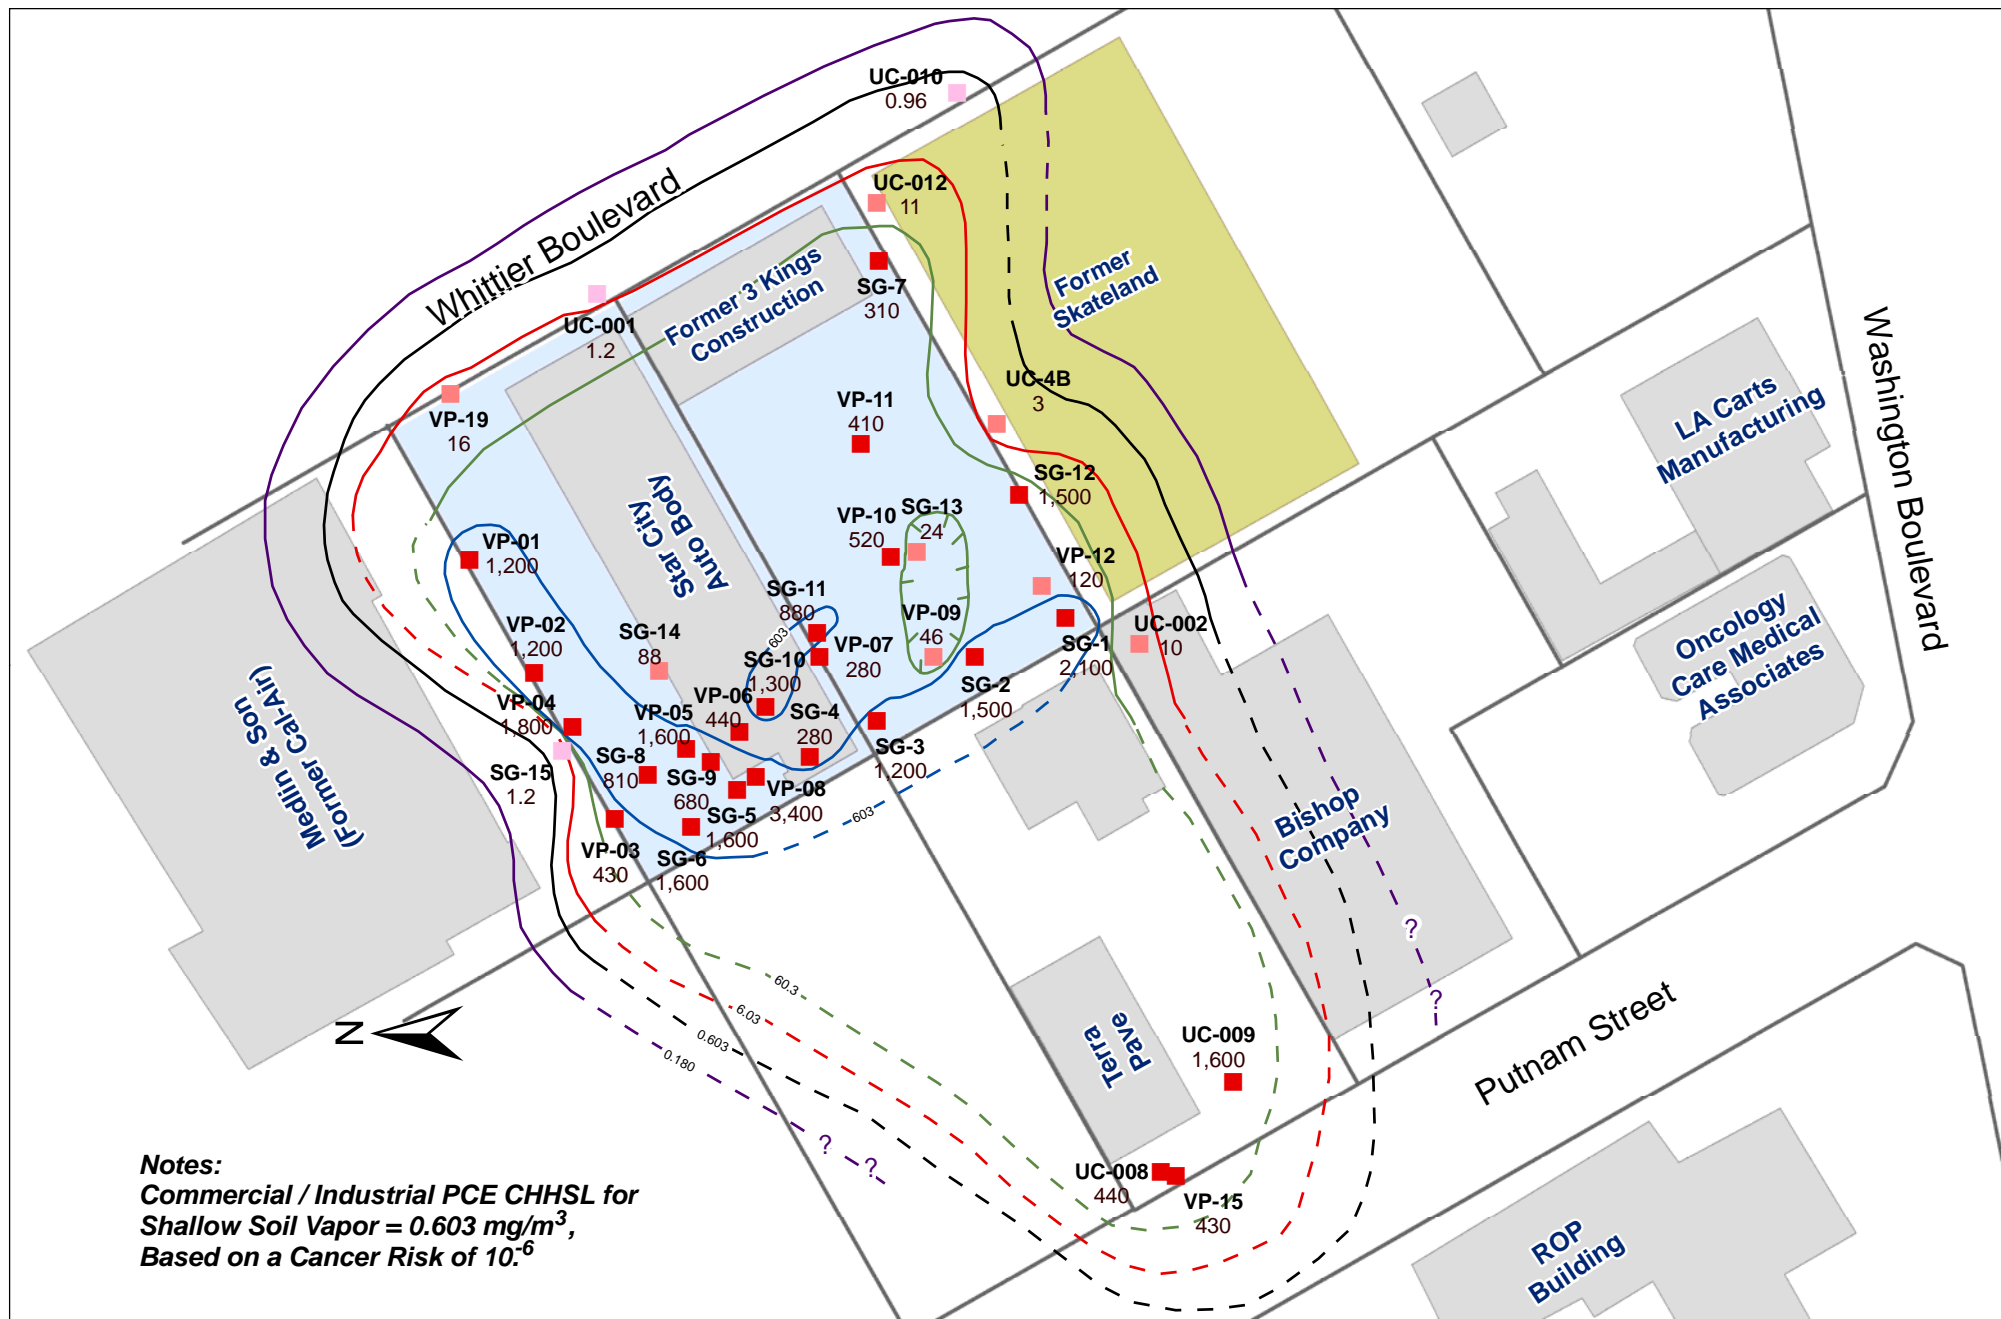 UC-010
0.96
Whittier Boulevard
UC-012
11
Former
Skateland
SG-7
310
Former 3 Kings
Construction
UC-001
1.2
VP-19
16
UC-4B
3
VP-11
410
SG-12
1,500
SG-13
24
VP-10
520
VP-12
120
VP-01
1,200
Star City
Auto Body
SG-11
880
603
VP-02
1,200
SG-14
88
VP-09
46
VP-07
280
SG-10
1,300
SG-1
2,100
UC-002
10
SG-2
1,500
VP-04
1,800
VP-05
1,600
VP-06
440
SG-4
280
SG-3
1,200
SG-8
810
SG-9
680
SG-15
1.2
VP-08
3,400
SG-5
1,600
603
VP-03
430
SG-6
1,600
Medlin & Son
(Former Cal-Air)
LA Carts
Manufacturing
Washington Boulevard
Oncology
Care Medical
Associates
Bishop
Company
?
?
60.3
6.03
0.603
0.180
N
Terra
Pave
UC-009
1,600
Putnam Street
?
?
UC-008
440
VP-15
430
ROP
Building
Notes:
Commercial / Industrial PCE CHHSL for
Shallow Soil Vapor = 0.603 mg/m³,
Based on a Cancer Risk of 10⁻⁶.